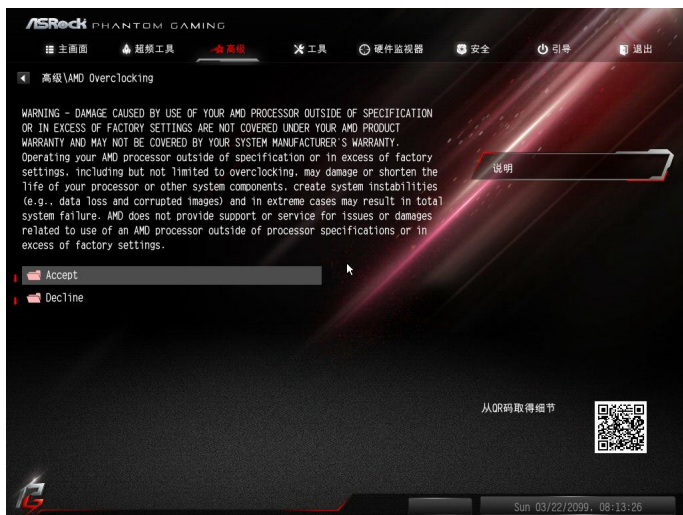 ASRock PHANTOM GAMING
主画面 超频工具 高级 工具 硬件监视器 安全 引导 退出
高级\AMD Overclocking
WARNING - DAMAGE CAUSED BY USE OF YOUR AMD PROCESSOR OUTSIDE OF SPECIFICATION
OR IN EXCESS OF FACTORY SETTINGS ARE NOT COVERED UNDER YOUR AMD PRODUCT
WARRANTY AND MAY NOT BE COVERED BY YOUR SYSTEM MANUFACTURER'S WARRANTY.
Operating your AMD processor outside of specification or in excess of factory
settings, including but not limited to overclocking, may damage or shorten the
life of your processor or other system components, create system instabilities
(e.g., data loss and corrupted images) and in extreme cases may result in total
system failure. AMD does not provide support or service for issues or damages
related to use of an AMD processor outside of processor specifications or in
excess of factory settings.
说明
Accept
Decline
从QR码取得细节
Sun 03/22/2099, 08:13:26